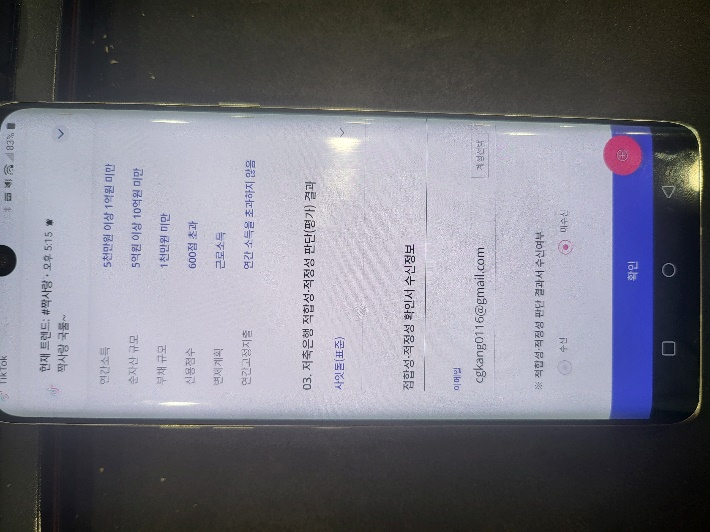 83%
TikTok
현재 트렌드: #짝사랑 · 오후 5:15
짝사랑 국룰~
연간소득 5천만원 이상 1억원 미만
순자산 규모 5억원 이상 10억원 미만
부채 규모 1천만원 미만
신용점수 600점 초과
변제계획 근로소득
연간고정지출 연간 소득을 초과하지 않음
03. 저축은행 적합성·적정성 판단(평가) 결과
사잇돌(표준)
적합성·적정성 확인서 수신정보
이메일
cgkang0116@gmail.com 계정선택
※ 적합성·적정성 판단 결과서 수신여부
수신 미수신
확인